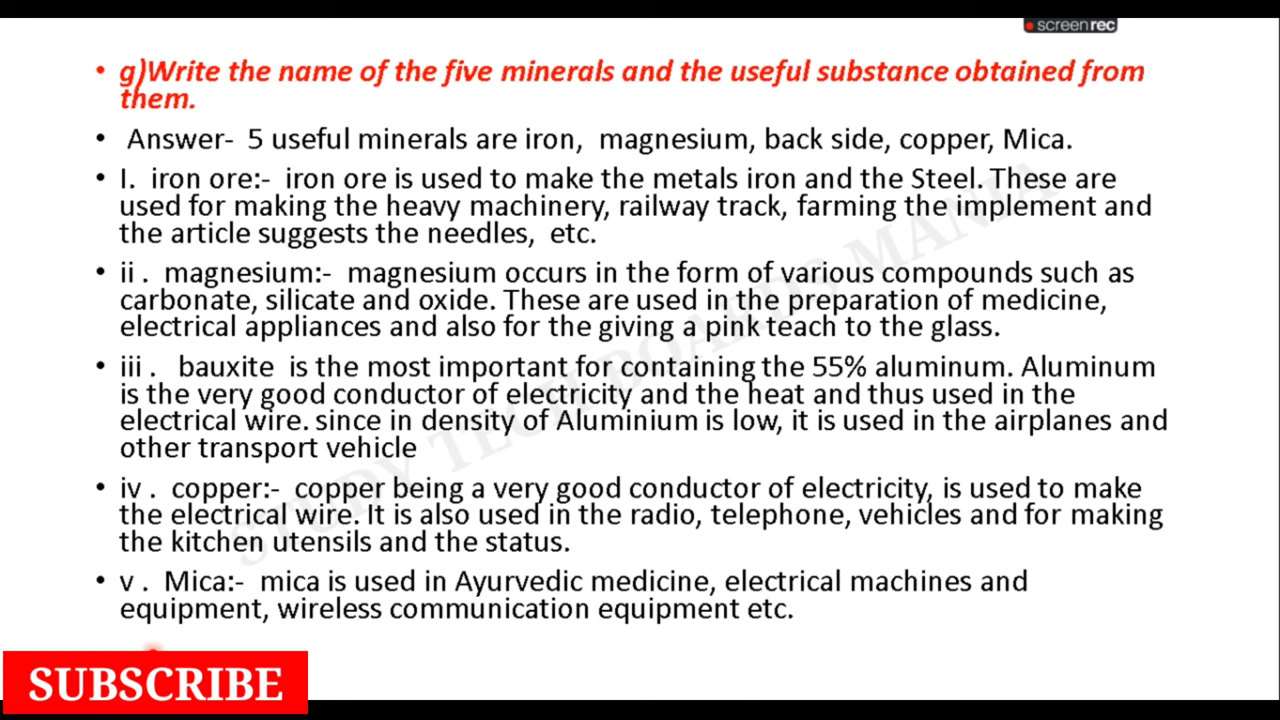 screenrec
• g)Write the name of the five minerals and the useful substance obtained from
them.
• Answer- 5 useful minerals are iron, magnesium, back side, copper, Mica.
• I. iron ore:- iron ore is used to make the metals iron and the Steel. These are
used for making the heavy machinery, railway track, farming the implement and
the article suggests the needles, etc.
• ii . magnesium:- magnesium occurs in the form of various compounds such as
carbonate, silicate and oxide. These are used in the preparation of medicine,
electrical appliances and also for the giving a pink teach to the glass.
• iii . bauxite is the most important for containing the 55% aluminum. Aluminum
is the very good conductor of electricity and the heat and thus used in the
electrical wire. since in density of Aluminium is low, it is used in the airplanes and
other transport vehicle
• iv . copper:- copper being a very good conductor of electricity, is used to make
the electrical wire. It is also used in the radio, telephone, vehicles and for making
the kitchen utensils and the status.
• v . Mica:- mica is used in Ayurvedic medicine, electrical machines and
equipment, wireless communication equipment etc.
STUDY TECH BOARDS MANIA
SUBSCRIBE